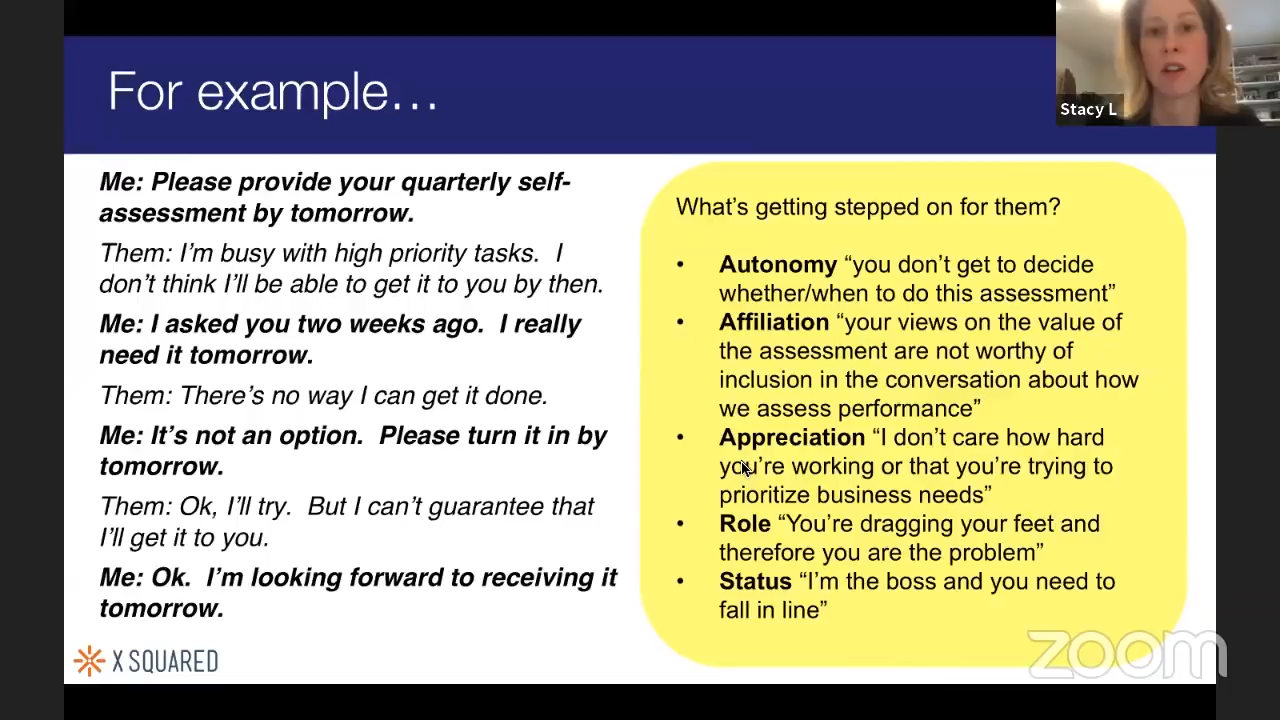 For example…
Stacy L
Me: Please provide your quarterly self-
assessment by tomorrow.
Them: I’m busy with high priority tasks.  I
don’t think I’ll be able to get it to you by then.
Me: I asked you two weeks ago.  I really
need it tomorrow.
Them: There’s no way I can get it done.
Me: It’s not an option.  Please turn it in by
tomorrow.
Them: Ok, I’ll try.  But I can’t guarantee that
I’ll get it to you.
Me: Ok.  I’m looking forward to receiving it
tomorrow.
What’s getting stepped on for them?
• Autonomy “you don’t get to decide
whether/when to do this assessment”
• Affiliation “your views on the value of
the assessment are not worthy of
inclusion in the conversation about how
we assess performance”
• Appreciation “I don’t care how hard
you’re working or that you’re trying to
prioritize business needs”
• Role “You’re dragging your feet and
therefore you are the problem”
• Status “I’m the boss and you need to
fall in line”
X SQUARED
zoom